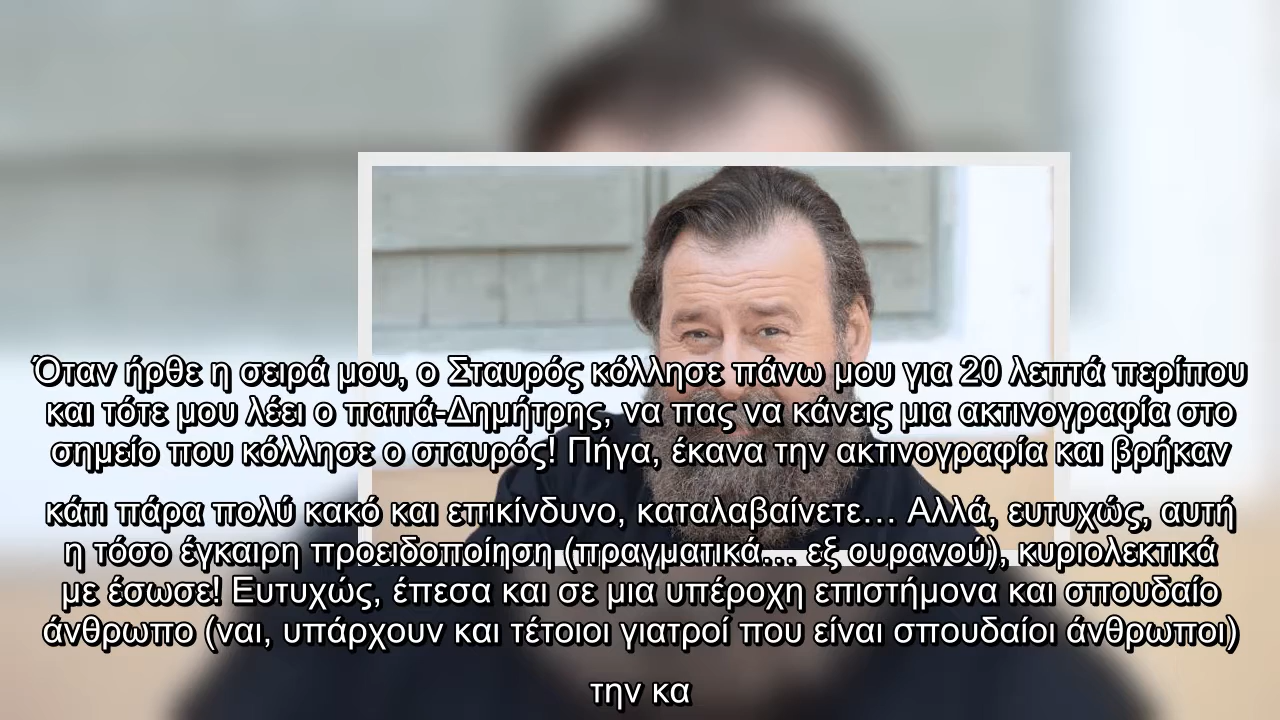 Όταν ήρθε η σειρά μου, ο Σταυρός κόλλησε πάνω μου για 20 λεπτά περίπου
και τότε μου λέει ο παπά-Δημήτρης, να πας να κάνεις μια ακτινογραφία στο
σημείο που κόλλησε ο σταυρός! Πήγα, έκανα την ακτινογραφία και βρήκαν
κάτι πάρα πολύ κακό και επικίνδυνο, καταλαβαίνετε… Αλλά, ευτυχώς, αυτή
η τόσο έγκαιρη προειδοποίηση (πραγματικά… εξ ουρανού), κυριολεκτικά
με έσωσε! Ευτυχώς, έπεσα και σε μια υπέροχη επιστήμονα και σπουδαίο
άνθρωπο (ναι, υπάρχουν και τέτοιοι γιατροί που είναι σπουδαίοι άνθρωποι)
την κα